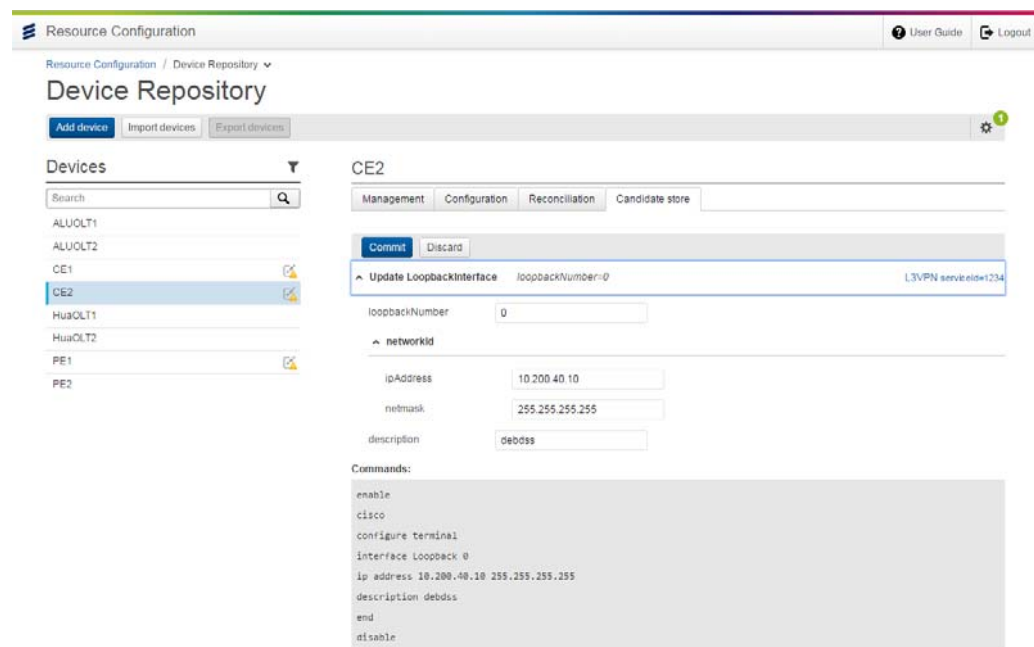 Resource Configuration
User Guide
Logout
Resource Configuration / Device Repository
Device Repository
Add device
Import devices
Export devices
1
Devices
Search
ALUOLT1
ALUOLT2
CE1
CE2
HuaOLT1
HuaOLT2
PE1
PE2
CE2
Management
Configuration
Reconciliation
Candidate store
Commit
Discard
Update LoopbackInterface loopbackNumber=0 L3VPN serviceId=1234
loopbackNumber 0
networkId
ipAddress 10.200.40.10
netmask 255.255.255.255
description debdss
Commands:
enable
cisco
configure terminal
interface Loopback 0
ip address 10.200.40.10 255.255.255.255
description debdss
end
disable